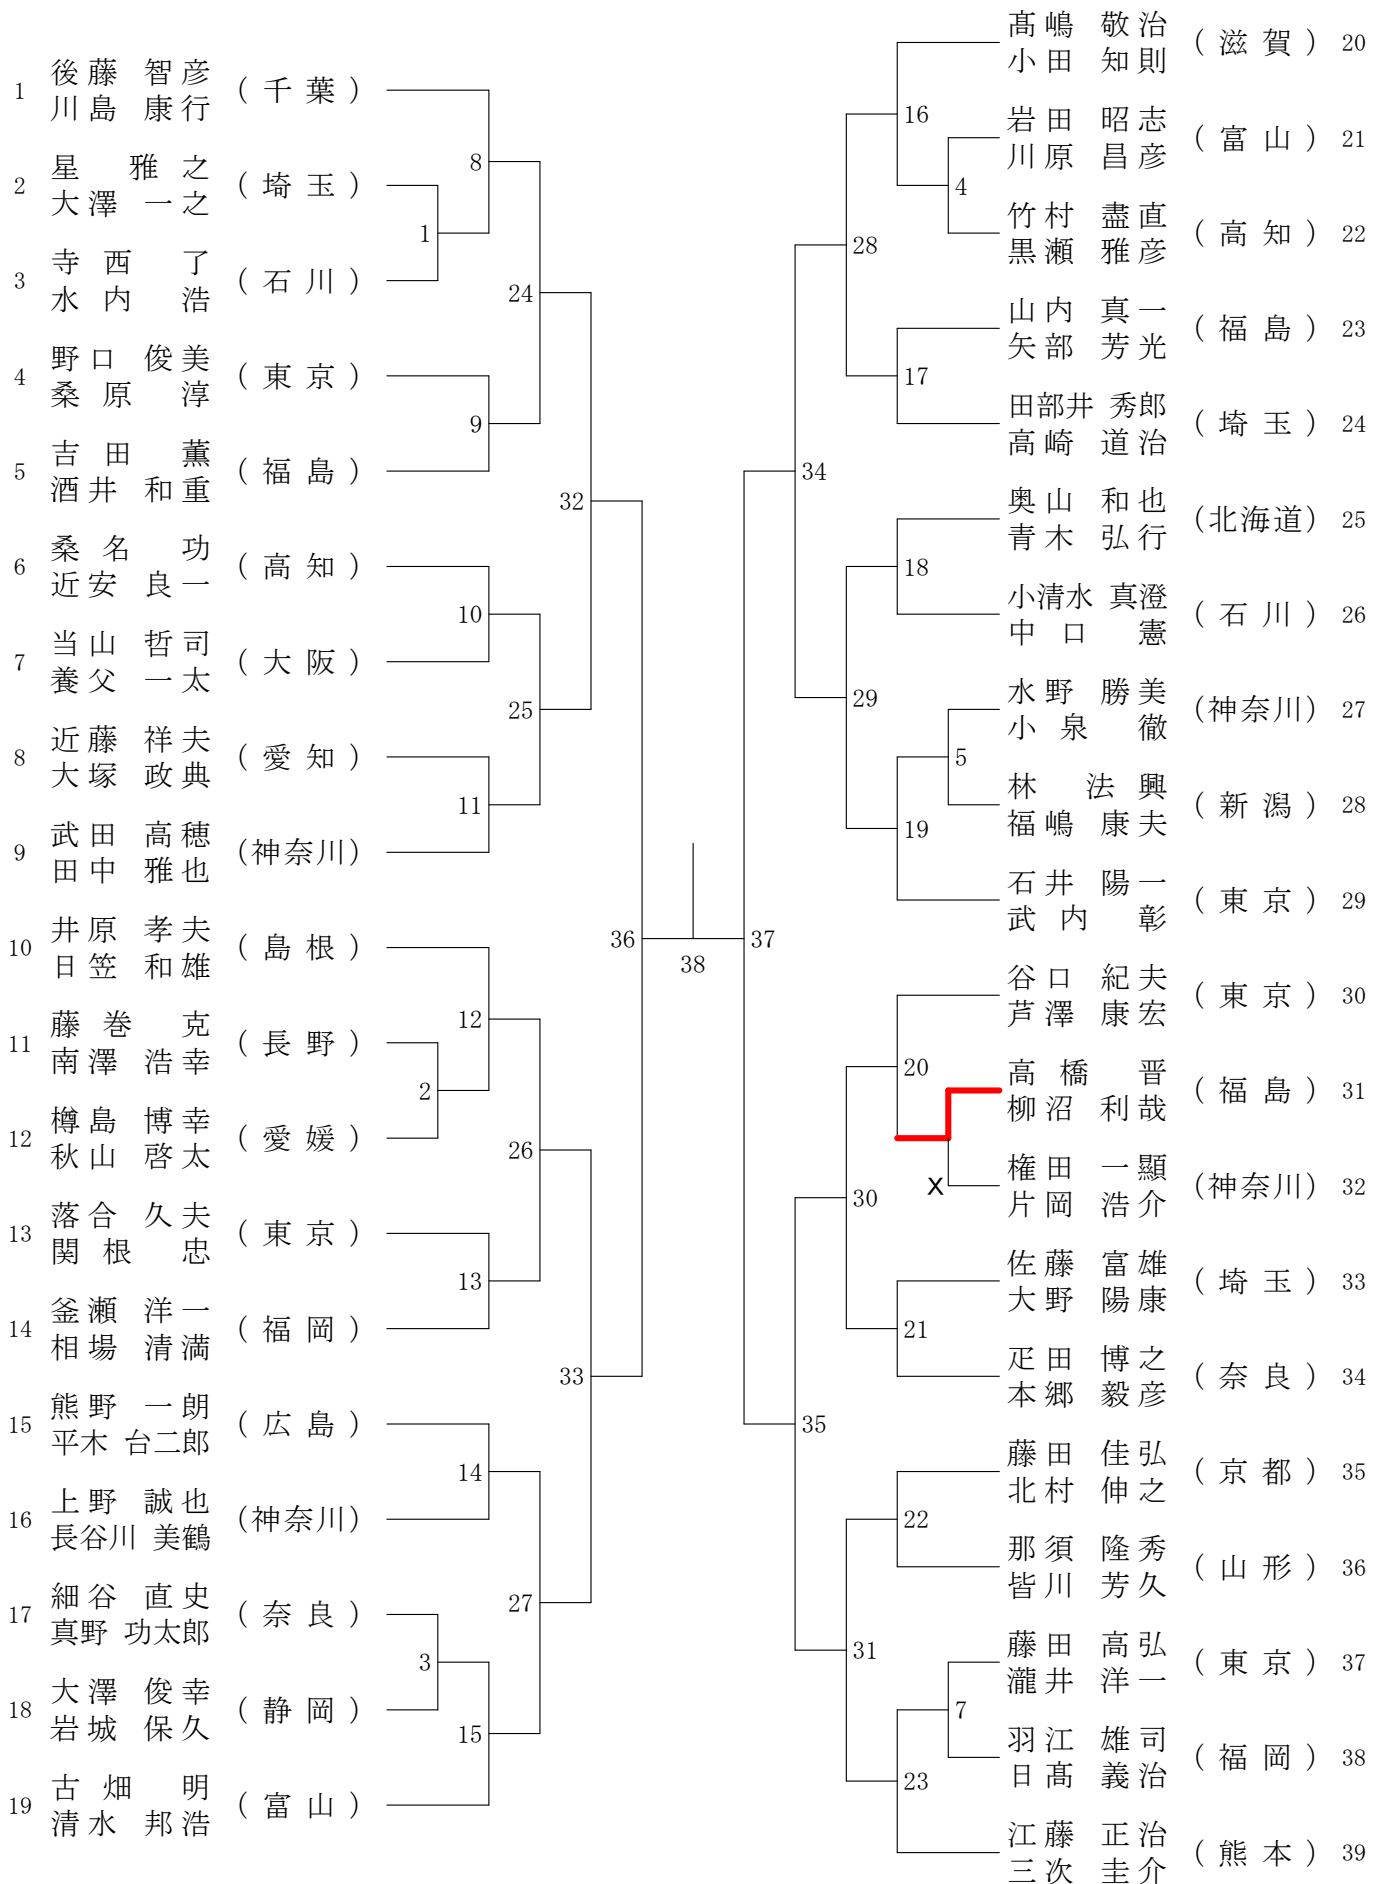 1 後藤 智彦 (千葉)
川島 康行
8
2 星 雅之 (埼玉)
大澤 一之
1
3 寺西 了 (石川)
水内 浩
24
4 野口 俊美 (東京)
桑原 淳
9
5 吉田 薫 (福島)
酒井 和重
32
6 桑名 功 (高知)
近安 良一
10
7 当山 哲司 (大阪)
養父 一太
25
8 近藤 祥夫 (愛知)
大塚 政典
11
9 武田 高穂 (神奈川)
田中 雅也
36
10 井原 孝夫 (島根)
日笠 和雄
12
11 藤巻 克 (長野)
南澤 浩幸
2
12 樽島 博幸 (愛媛)
秋山 啓太
26
13 落合 久夫 (東京)
関根 忠
13
14 釜瀬 洋一 (福岡)
相場 清満
33
15 熊野 一朗 (広島)
平木 台二郎
14
16 上野 誠也 (神奈川)
長谷川 美鶴
27
17 細谷 直史 (奈良)
真野 功太郎
3
18 大澤 俊幸 (静岡)
岩城 保久
15
19 古畑 明 (富山)
清水 邦浩
38
髙嶋 敬治 (滋賀) 20
小田 知則
16
岩田 昭志 (富山) 21
川原 昌彦
4
竹村 盡直 (高知) 22
黒瀬 雅彦
28
山内 真一 (福島) 23
矢部 芳光
17
田部井 秀郎 (埼玉) 24
高崎 道治
34
奥山 和也 (北海道) 25
青木 弘行
18
小清水 真澄 (石川) 26
中口 憲
29
水野 勝美 (神奈川) 27
小泉 徹
5
林 法興 (新潟) 28
福嶋 康夫
19
石井 陽一 (東京) 29
武内 彰
37
谷口 紀夫 (東京) 30
芦澤 康宏
20
高橋 晋 (福島) 31
柳沼 利哉
X
権田 一顯 (神奈川) 32
片岡 浩介
30
佐藤 富雄 (埼玉) 33
大野 陽康
21
疋田 博之 (奈良) 34
本郷 毅彦
35
藤田 佳弘 (京都) 35
北村 伸之
22
那須 隆秀 (山形) 36
皆川 芳久
31
藤田 高弘 (東京) 37
瀧井 洋一
7
羽江 雄司 (福岡) 38
日髙 義治
23
江藤 正治 (熊本) 39
三次 圭介